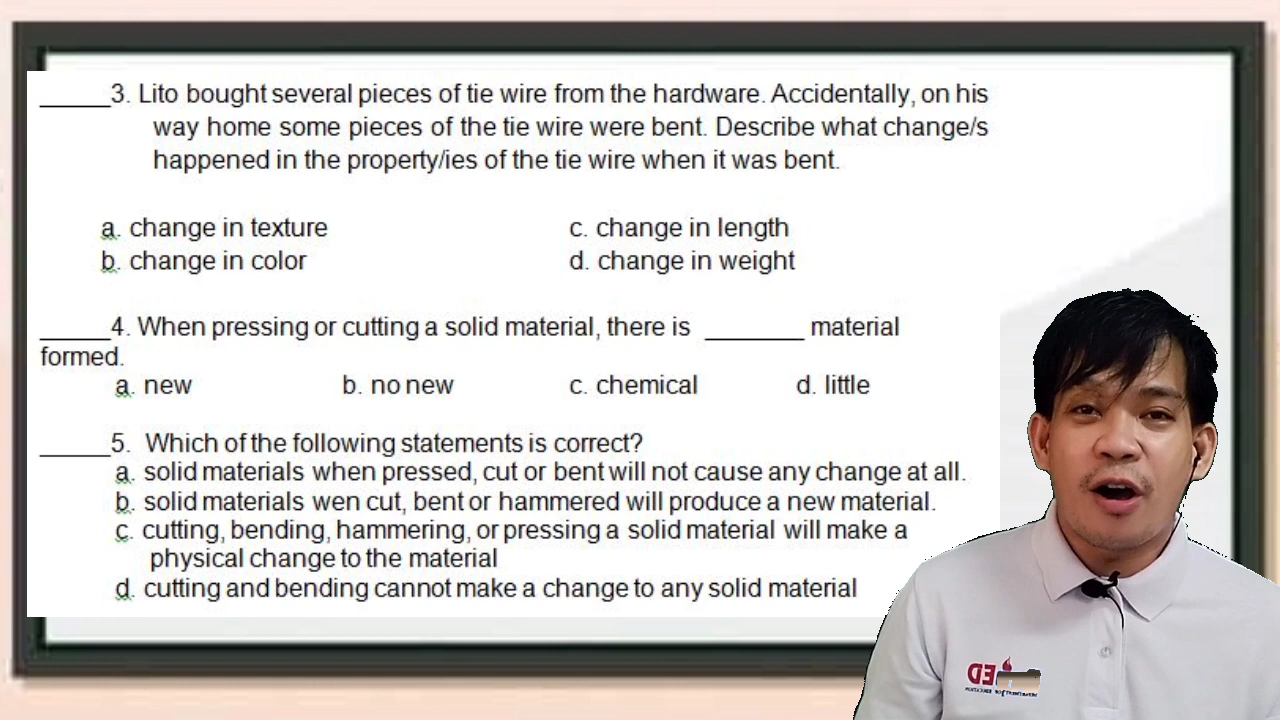 _____3. Lito bought several pieces of tie wire from the hardware. Accidentally, on his
way home some pieces of the tie wire were bent. Describe what change/s
happened in the property/ies of the tie wire when it was bent.
a. change in texture c. change in length
b. change in color d. change in weight
_____4. When pressing or cutting a solid material, there is _______ material
formed.
a. new b. no new c. chemical d. little
_____5. Which of the following statements is correct?
a. solid materials when pressed, cut or bent will not cause any change at all.
b. solid materials wen cut, bent or hammered will produce a new material.
c. cutting, bending, hammering, or pressing a solid material will make a
physical change to the material
d. cutting and bending cannot make a change to any solid material